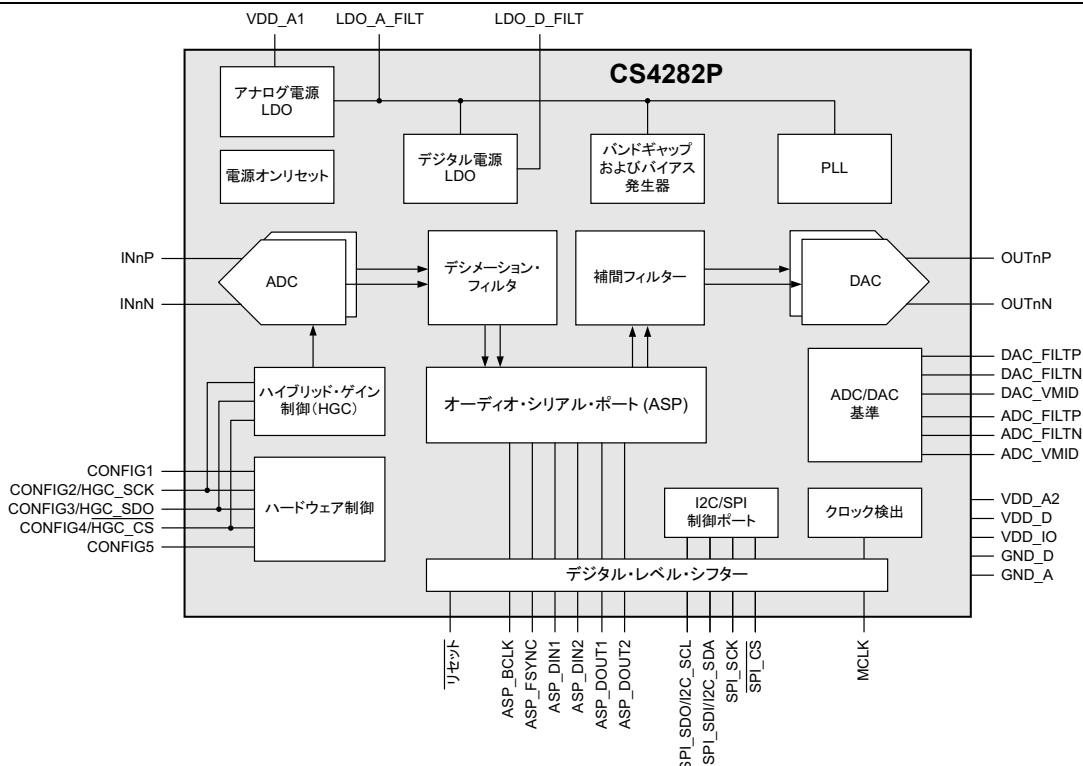 VDD_A1
LDO_A_FILT
LDO_D_FILT
CS4282P
アナログ電源
LDO
電源オンリセット
デジタル電源
LDO
バンドギャップ
およびバイアス
発生器
PLL
INnP
INnN
ADC
デシメーション・
フィルタ
補間フィルター
DAC
OUTnP
OUTnN
ハイブリッド・ゲイン
制御(HGC)
オーディオ・シリアル・ポート (ASP)
ADC/DAC
基準
DAC_FILTP
DAC_FILTN
DAC_VMID
ADC_FILTP
ADC_FILTN
ADC_VMID
CONFIG1
CONFIG2/HGC_SCK
CONFIG3/HGC_SDO
CONFIG4/HGC_CS
CONFIG5
ハードウェア制御
I2C/SPI
制御ポート
クロック検出
VDD_A2
VDD_D
VDD_IO
GND_D
GND_A
デジタル・レベル・シフター
リセット
ASP_BCLK
ASP_FSYNC
ASP_DIN1
ASP_DIN2
ASP_DOUT1
ASP_DOUT2
SPI_SDO/I2C_SCL
SPI_SDI/I2C_SDA
SPI_SCK
SPI_CS
MCLK